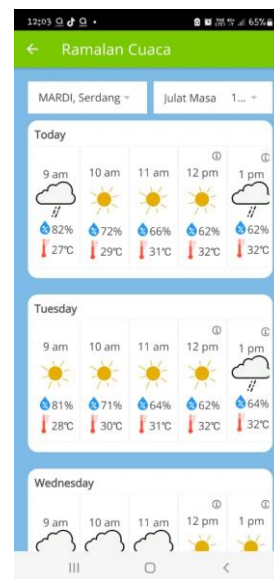 12:03
65%
Ramalan Cuaca
MARDI, Serdang
Julat Masa 1...
Today
9 am 10 am 11 am 12 pm 1 pm
82% 72% 66% 62% 62%
27°C 29°C 31°C 32°C 32°C
Tuesday
9 am 10 am 11 am 12 pm 1 pm
81% 71% 64% 62% 64%
28°C 30°C 31°C 32°C 32°C
Wednesday
9 am 10 am 11 am 12 pm 1 pm